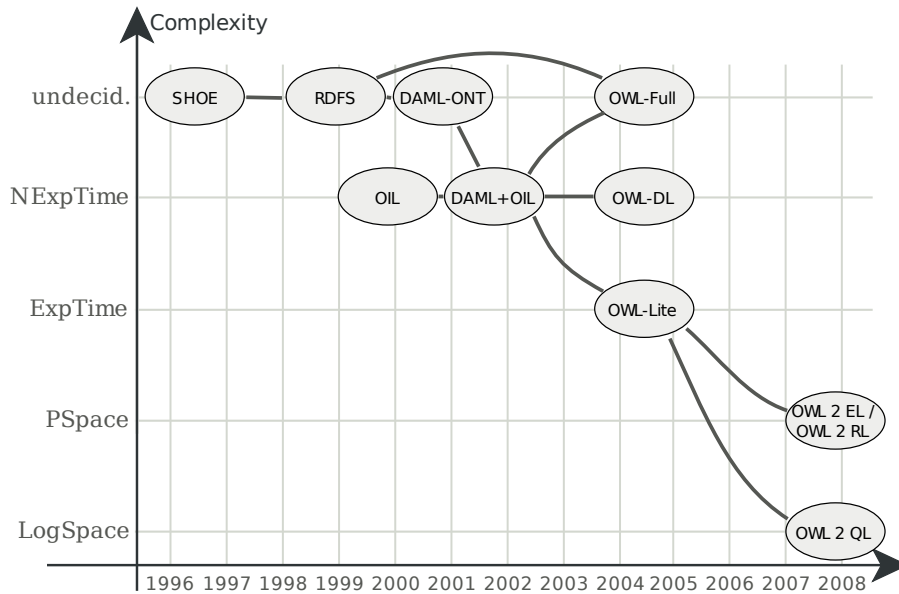 Complexity
undecid.
SHOE
RDFS
DAML-ONT
OWL-Full
NExpTime
OIL
DAML+OIL
OWL-DL
ExpTime
OWL-Lite
PSpace
OWL 2 EL /
OWL 2 RL
LogSpace
OWL 2 QL
1996 1997 1998 1999 2000 2001 2002 2003 2004 2005 2006 2007 2008